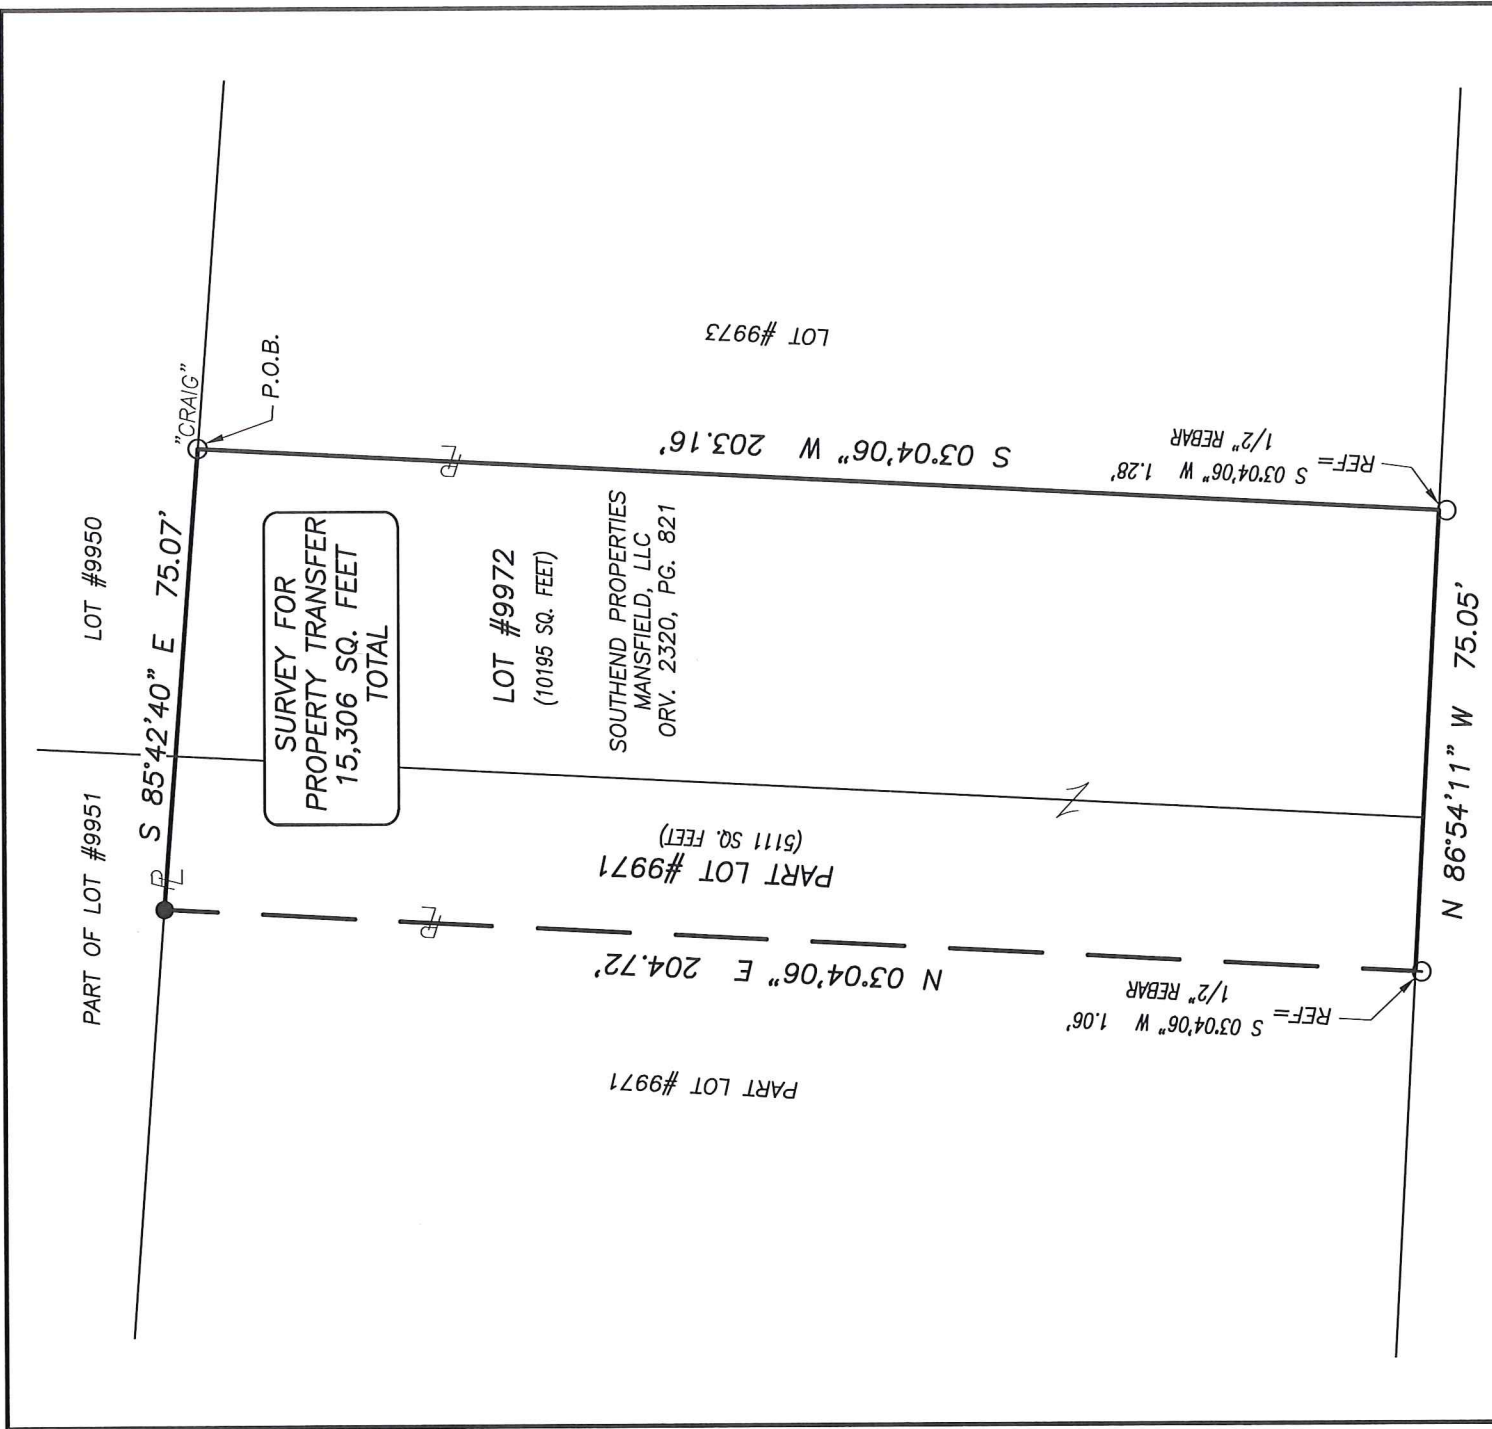 LOT #9950
PART OF LOT #9951
S 85°42'40" E 75.07'
"CRAIG"
P.O.B.
SURVEY FOR
PROPERTY TRANSFER
15,306 SQ. FEET
TOTAL
LOT #9972
(10195 SQ. FEET)
SOUTHEND PROPERTIES
MANSFIELD, LLC
ORV. 2320, PG. 821
LOT #9973
S 03°04'06" W 203.16'
REF=
S 03°04'06" W 1.28'
1/2" REBAR
PART LOT #9971
(5111 SQ. FEET)
N 03°04'06" E 204.72'
REF=
S 03°04'06" W 1.06'
1/2" REBAR
PART LOT #9971
N 86°54'11" W 75.05'
PL
PL
PL
Z